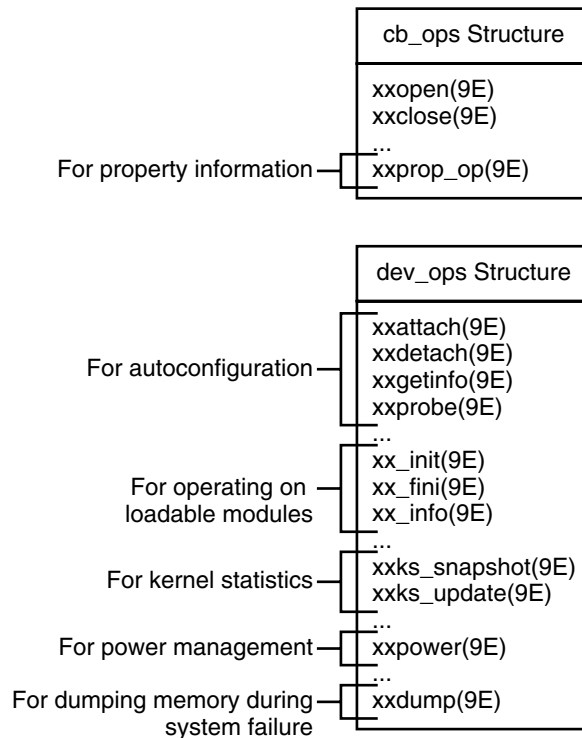 cb_ops Structure
xxopen(9E)
xxclose(9E)
...
For property information
xxprop_op(9E)
dev_ops Structure
xxattach(9E)
xxdetach(9E)
For autoconfiguration
xxgetinfo(9E)
xxprobe(9E)
...
xx_init(9E)
For operating on
loadable modules
xx_fini(9E)
xx_info(9E)
...
For kernel statistics
xxks_snapshot(9E)
xxks_update(9E)
...
For power management
xxpower(9E)
...
For dumping memory during
system failure
xxdump(9E)